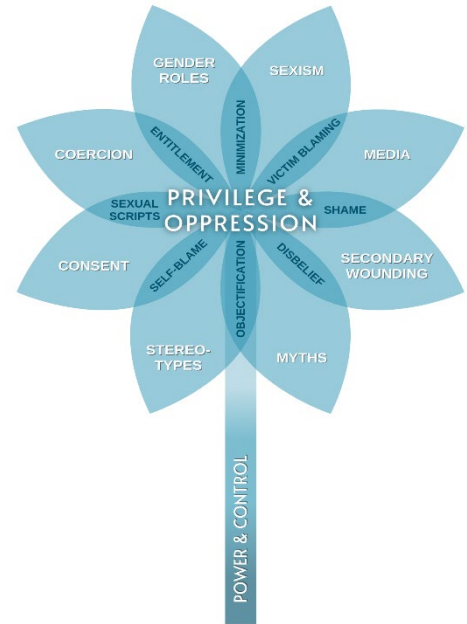 GENDER
ROLES
SEXISM
MINIMIZATION
ENTITLEMENT
VICTIM BLAMING
COERCION
MEDIA
SEXUAL
SCRIPTS
PRIVILEGE &
OPPRESSION
SHAME
CONSENT
SELF-BLAME
OBJECTIFICATION
DISBELIEF
SECONDARY
WOUNDING
STEREO-
TYPES
MYTHS
POWER & CONTROL